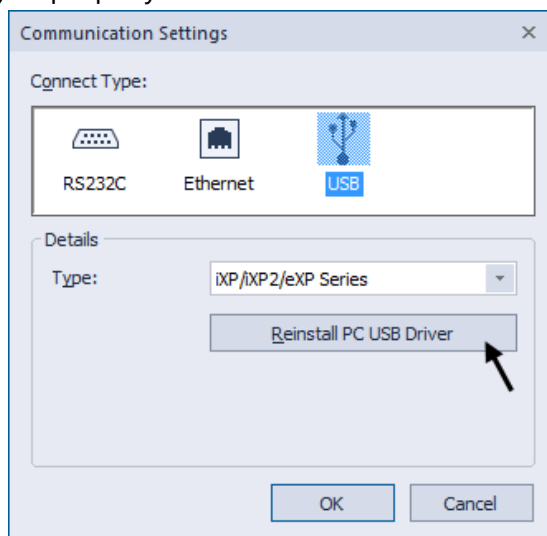 Communication Settings
Connect Type:
RS232C Ethernet USB
Details
Type: iXP/iXP2/eXP Series
Reinstall PC USB Driver
OK Cancel